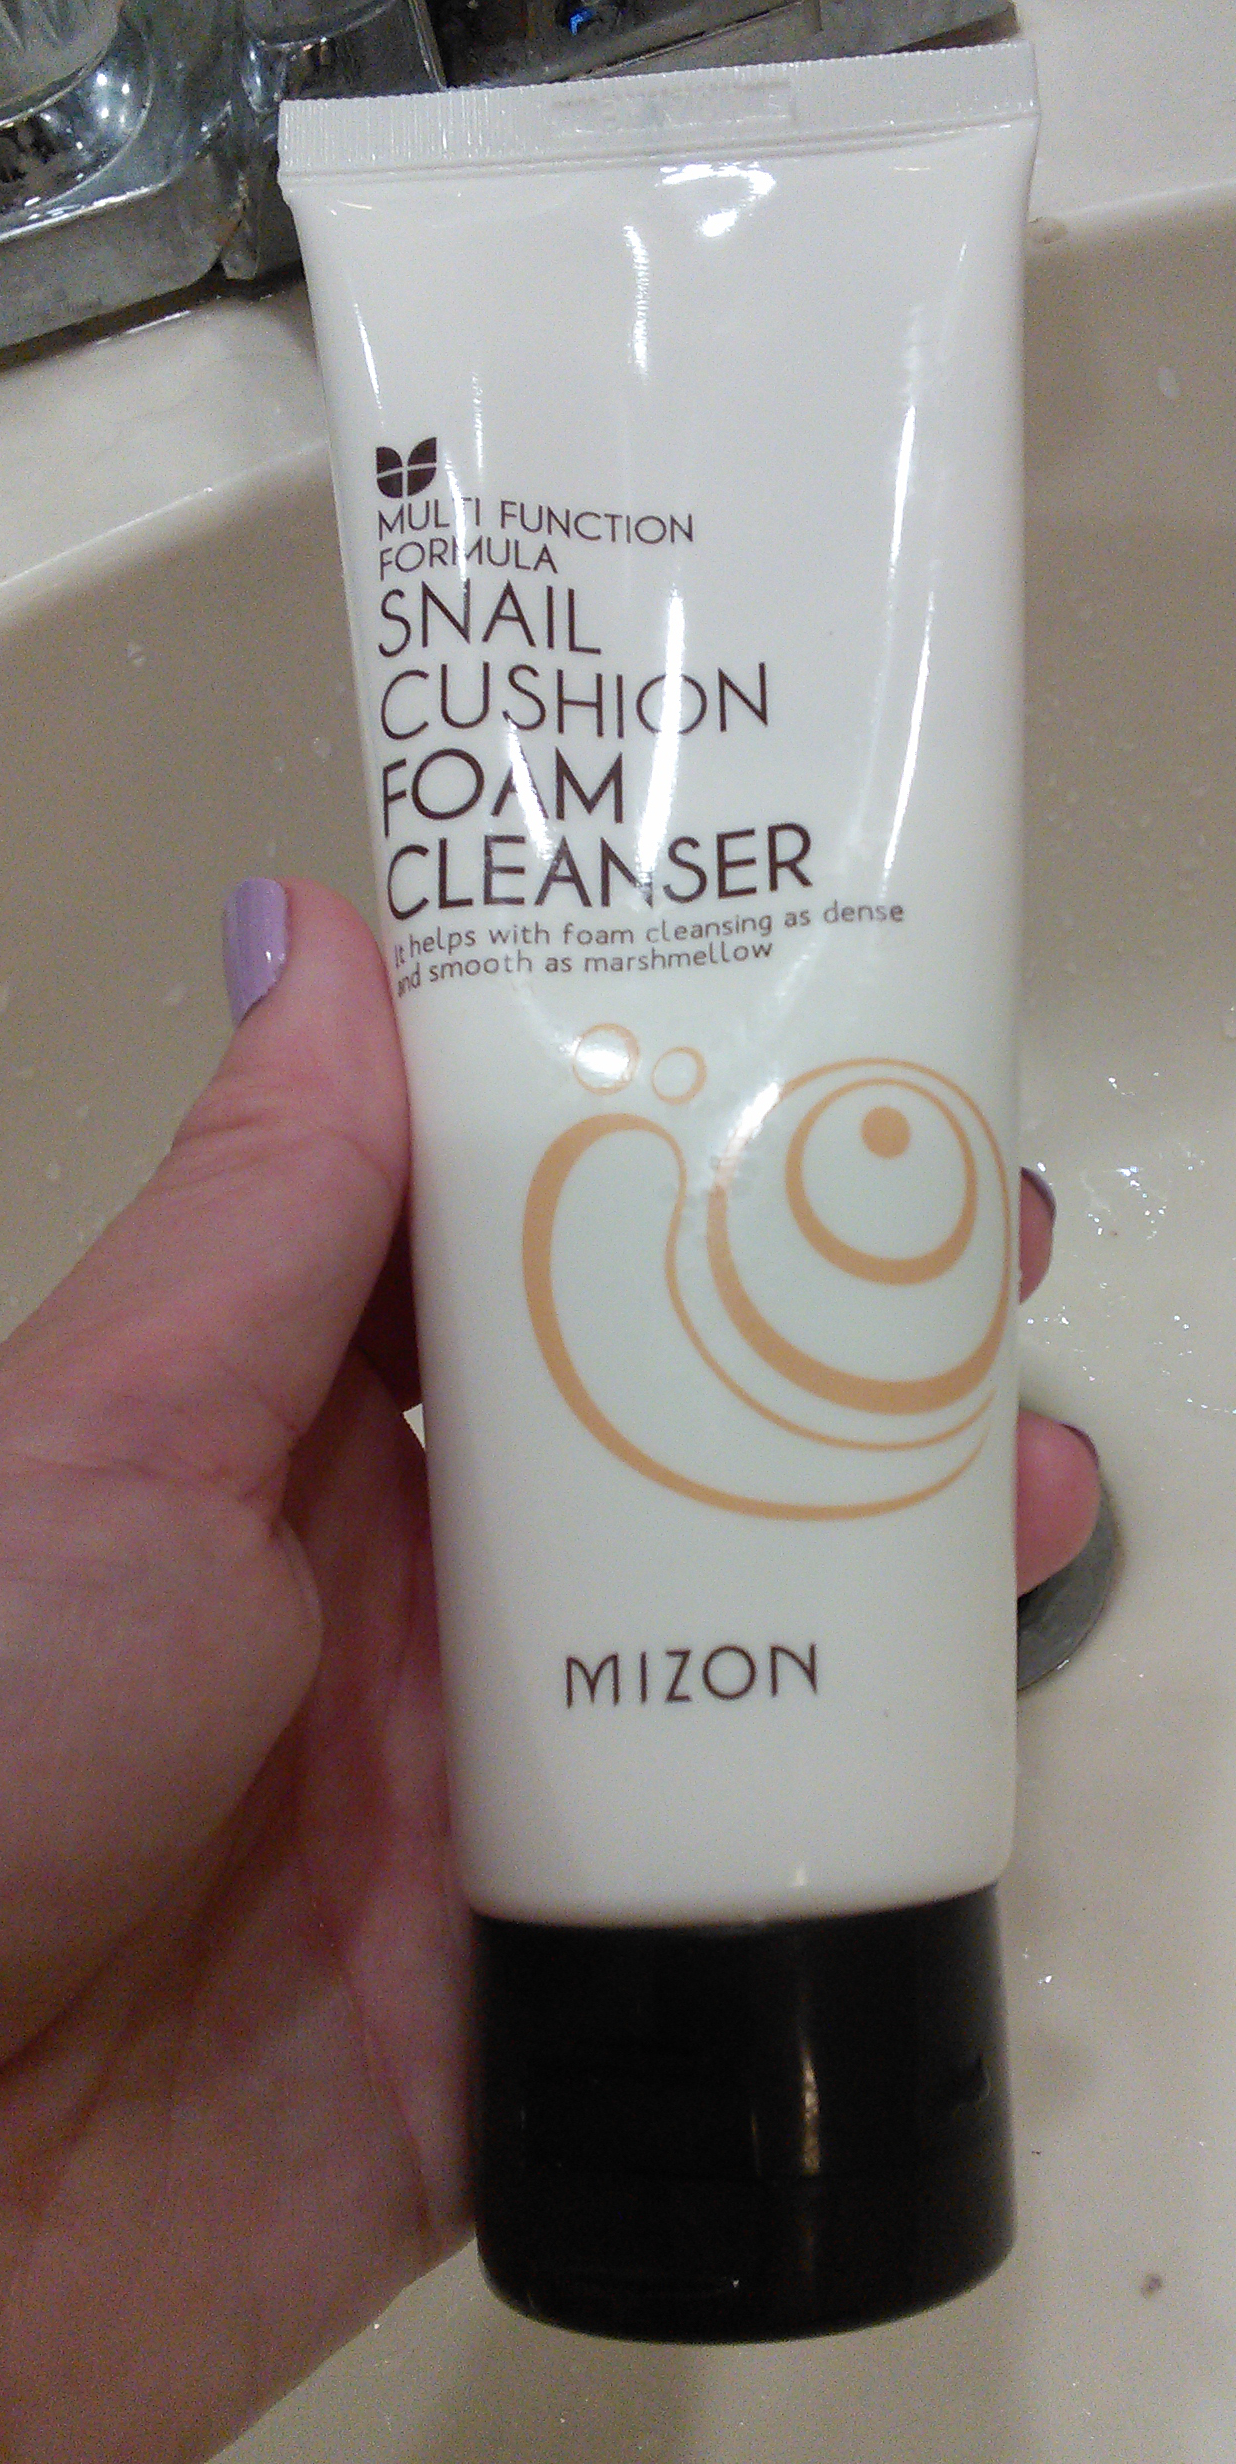 MULTI FUNCTION
FORMULA
SNAIL
CUSHION
FOAM
CLEANSER
It helps with foam cleansing as dense
and smooth as marshmellow
MIZON